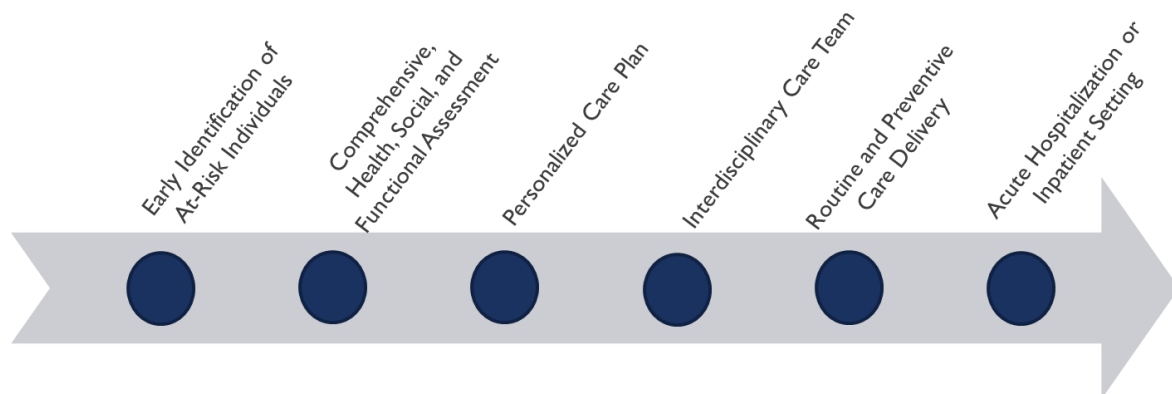 Early Identification of
At-Risk Individuals
Comprehensive,
Health, Social, and
Functional Assessment
Personalized Care Plan
Interdisciplinary Care Team
Routine and Preventive
Care Delivery
Acute Hospitalization or
Inpatient Setting